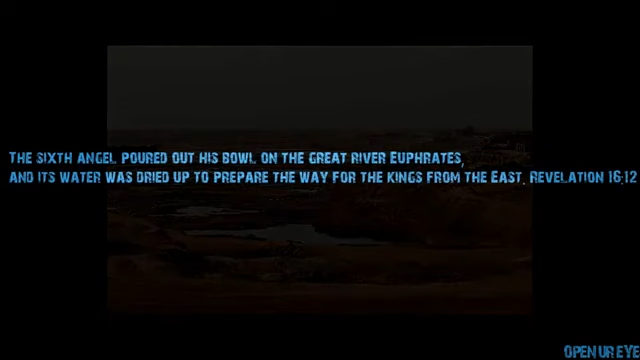 The sixth angel poured out his bowl on the great river Euphrates,
and its water was dried up to prepare the way for the kings from the East. Revelation 16:12
OPEN UR EYE